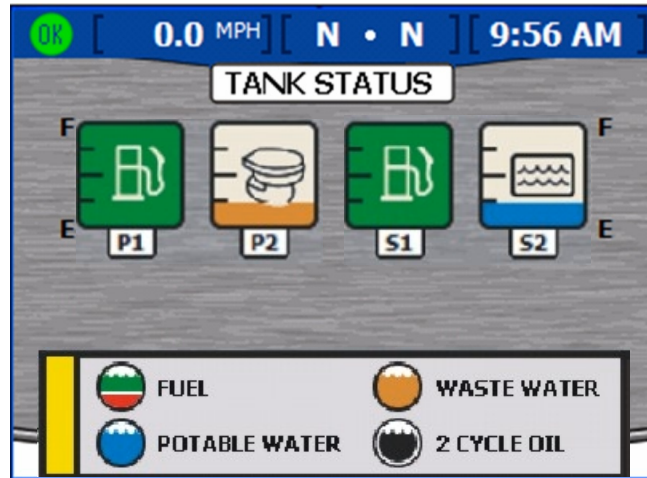 OK 0.0 MPH N • N 9:56 AM
TANK STATUS
F F
E E
P1 P2 S1 S2
FUEL WASTE WATER
POTABLE WATER 2 CYCLE OIL